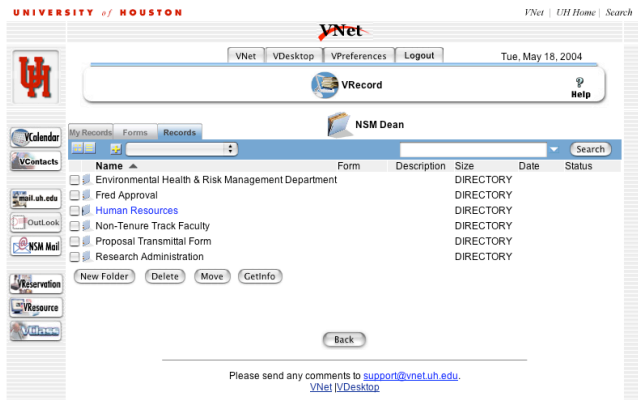 UNIVERSITY of HOUSTON VNet | UH Home | Search
VNet
VNet VDesktop VPreferences Logout Tue, May 18, 2004
VRecord
Help
NSM Dean
My Records Forms Records
Search
Name Form Description Size Date Status
Environmental Health & Risk Management Department DIRECTORY
Fred Approval DIRECTORY
Human Resources DIRECTORY
Non-Tenure Track Faculty DIRECTORY
Proposal Transmittal Form DIRECTORY
Research Administration DIRECTORY
New Folder Delete Move GetInfo
Back
VCalendar
VContacts
mail.uh.edu
OutLook
NSM Mail
VReservation
VResource
VClass
Please send any comments to support@vnet.uh.edu.
VNet |VDesktop